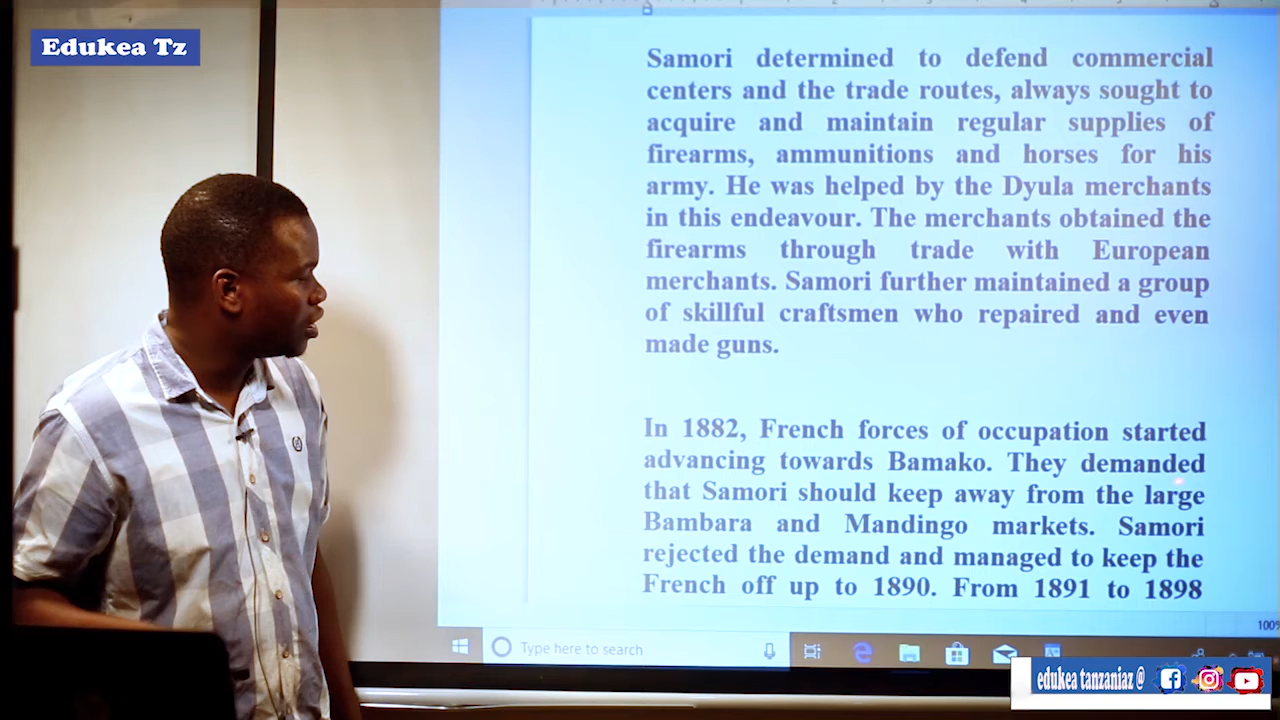 Edukea Tz
Samori determined to defend commercial
centers and the trade routes, always sought to
acquire and maintain regular supplies of
firearms, ammunitions and horses for his
army. He was helped by the Dyula merchants
in this endeavour. The merchants obtained the
firearms through trade with European
merchants. Samori further maintained a group
of skillful craftsmen who repaired and even
made guns.
In 1882, French forces of occupation started
advancing towards Bamako. They demanded
that Samori should keep away from the large
Bambara and Mandingo markets. Samori
rejected the demand and managed to keep the
French off up to 1890. From 1891 to 1898
100%
Type here to search
edukea tanzaniaz @